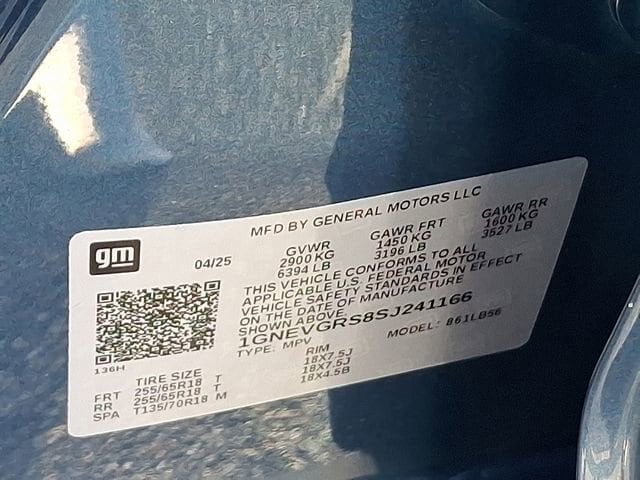 MFD BY GENERAL MOTORS LLC
gm
04/25
GVWR GAWR FRT GAWR RR
2900 KG 1450 KG 1600 KG
6394 LB 3196 LB 3527 LB
THIS VEHICLE CONFORMS TO ALL
APPLICABLE U.S. FEDERAL MOTOR
VEHICLE SAFETY STANDARDS IN EFFECT
ON THE DATE OF MANUFACTURE
SHOWN ABOVE.
1GNEVGRS8SJ241166
TYPE: MPV MODEL: 861LB56
136H
TIRE SIZE RIM
FRT 255/65R18 T 18X7.5J
RR 255/65R18 T 18X7.5J
SPA T135/70R18 M 18X4.5B